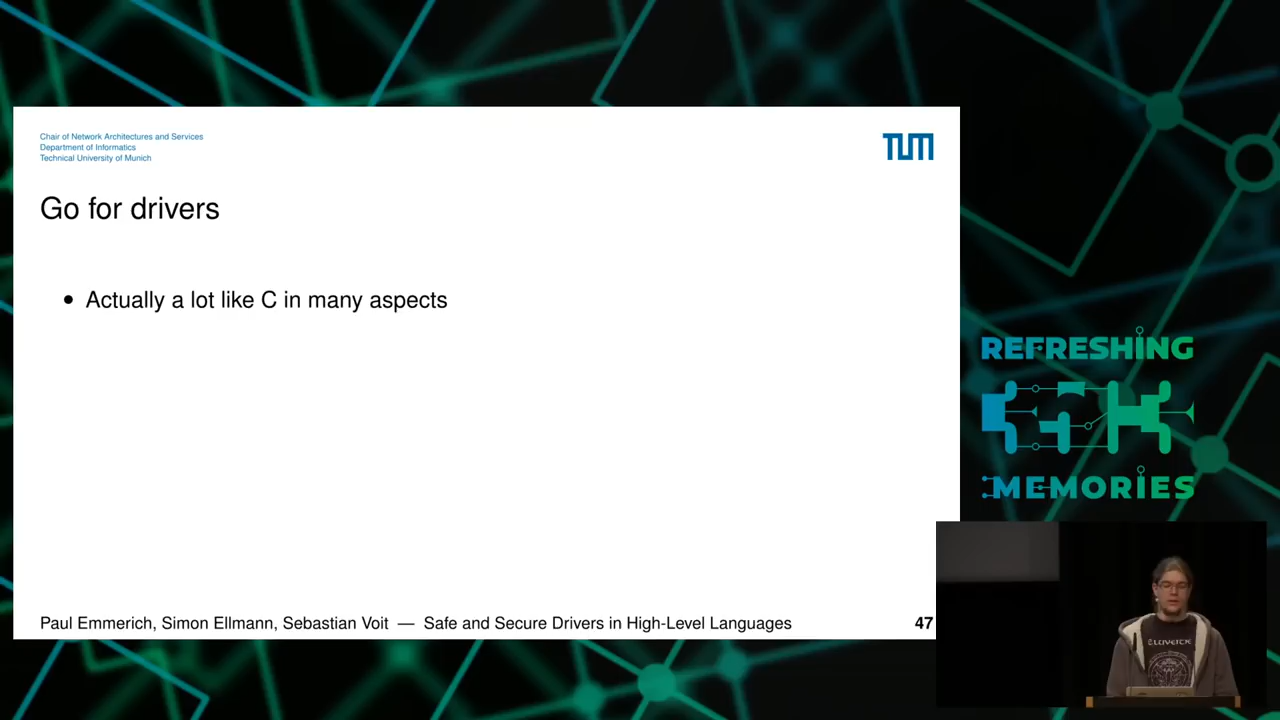 Chair of Network Architectures and Services
Department of Informatics
Technical University of Munich
TUM
Go for drivers
• Actually a lot like C in many aspects
REFRESHING
35C3
MEMORIES
ELUVEITIE
Paul Emmerich, Simon Ellmann, Sebastian Voit — Safe and Secure Drivers in High-Level Languages
47